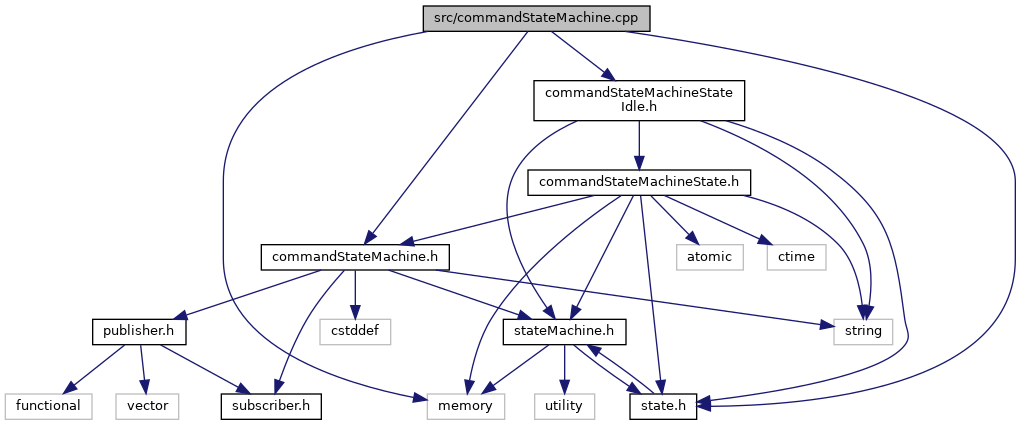 src/commandStateMachine.cpp
commandStateMachineState
Idle.h
commandStateMachineState.h
commandStateMachine.h
atomic
ctime
publisher.h
cstddef
stateMachine.h
string
functional
vector
subscriber.h
memory
utility
state.h